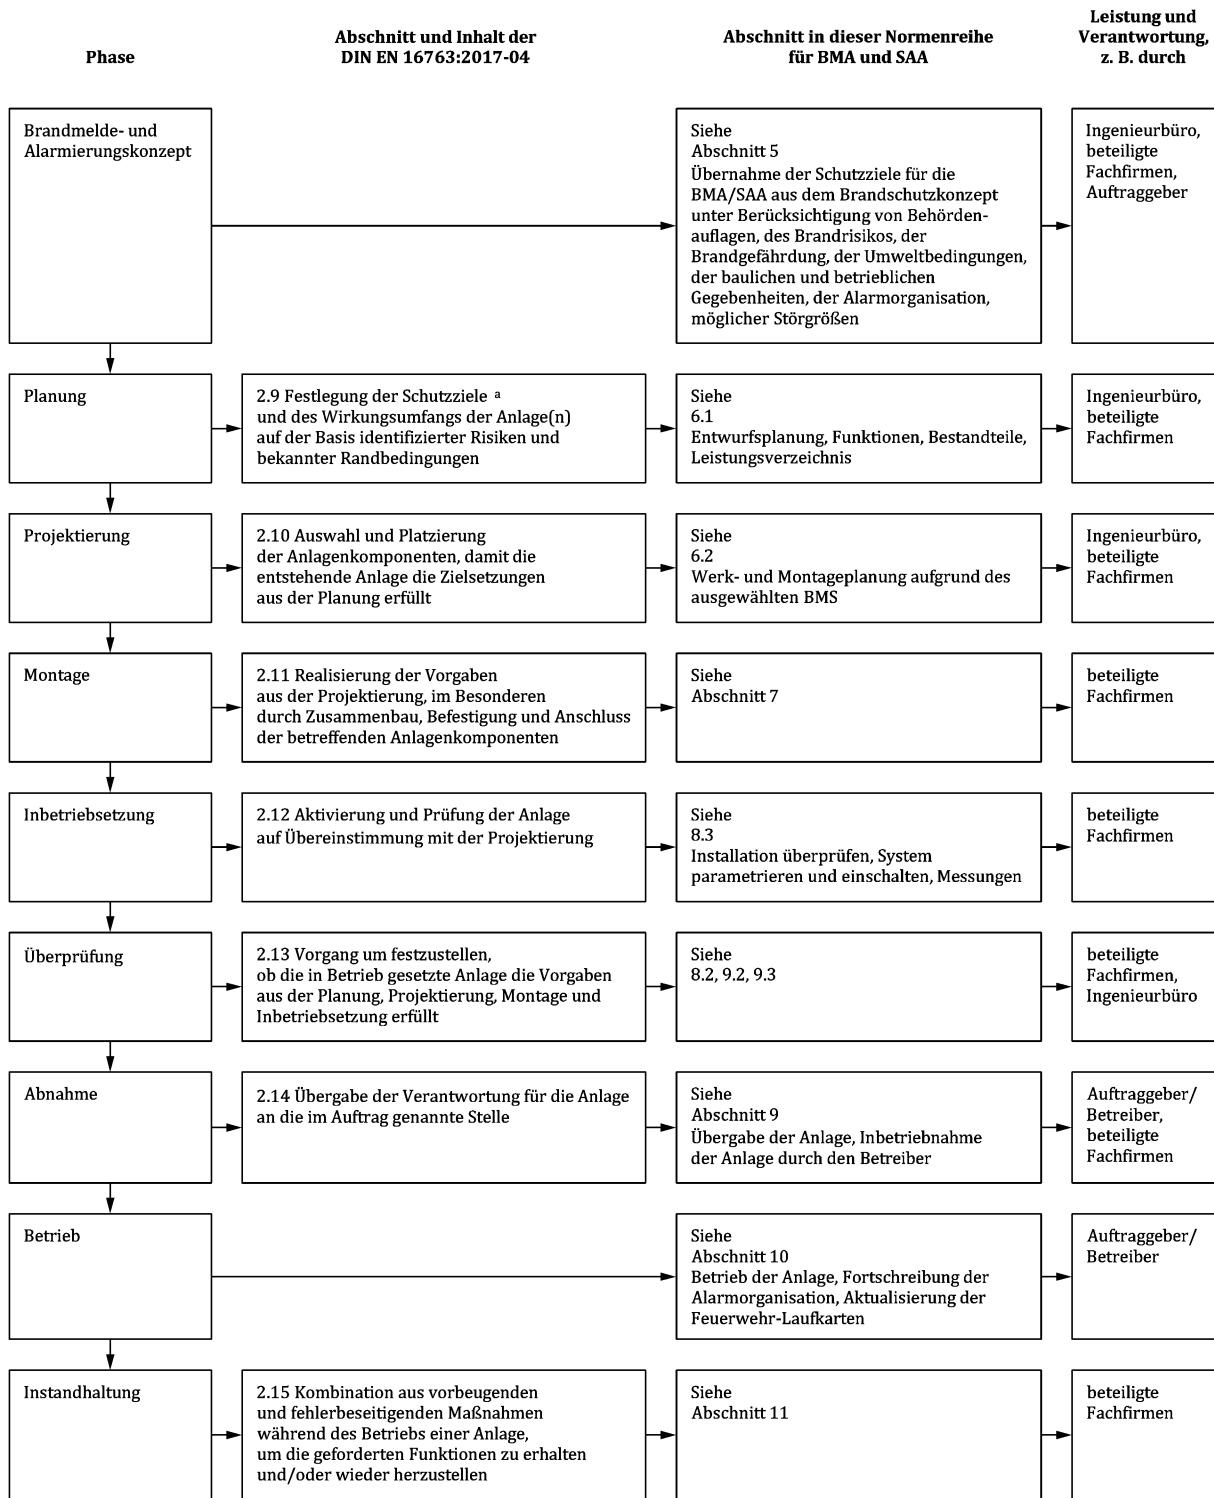 Phase
Abschnitt und Inhalt der
DIN EN 16763:2017-04
Abschnitt in dieser Normenreihe
für BMA und SAA
Leistung und
Verantwortung,
z. B. durch
Brandmelde- und
Alarmierungskonzept
Siehe
Abschnitt 5
Übernahme der Schutzziele für die
BMA/SAA aus dem Brandschutzkonzept
unter Berücksichtigung von Behörden-
auflagen, des Brandrisikos, der
Brandgefährdung, der Umweltbedingungen,
der baulichen und betrieblichen
Gegebenheiten, der Alarmorganisation,
möglicher Störgrößen
Ingenieurbüro,
beteiligte
Fachfirmen,
Auftraggeber
Planung
2.9 Festlegung der Schutzziele a
und des Wirkungsumfangs der Anlage(n)
auf der Basis identifizierter Risiken und
bekannter Randbedingungen
Siehe
6.1
Entwurfsplanung, Funktionen, Bestandteile,
Leistungsverzeichnis
Ingenieurbüro,
beteiligte
Fachfirmen
Projektierung
2.10 Auswahl und Platzierung
der Anlagenkomponenten, damit die
entstehende Anlage die Zielsetzungen
aus der Planung erfüllt
Siehe
6.2
Werk- und Montageplanung aufgrund des
ausgewählten BMS
Ingenieurbüro,
beteiligte
Fachfirmen
Montage
2.11 Realisierung der Vorgaben
aus der Projektierung, im Besonderen
durch Zusammenbau, Befestigung und Anschluss
der betreffenden Anlagenkomponenten
Siehe
Abschnitt 7
beteiligte
Fachfirmen
Inbetriebsetzung
2.12 Aktivierung und Prüfung der Anlage
auf Übereinstimmung mit der Projektierung
Siehe
8.3
Installation überprüfen, System
parametrieren und einschalten, Messungen
beteiligte
Fachfirmen
Überprüfung
2.13 Vorgang um festzustellen,
ob die in Betrieb gesetzte Anlage die Vorgaben
aus der Planung, Projektierung, Montage und
Inbetriebsetzung erfüllt
Siehe
8.2, 9.2, 9.3
beteiligte
Fachfirmen,
Ingenieurbüro
Abnahme
2.14 Übergabe der Verantwortung für die Anlage
an die im Auftrag genannte Stelle
Siehe
Abschnitt 9
Übergabe der Anlage, Inbetriebnahme
der Anlage durch den Betreiber
Auftraggeber/
Betreiber,
beteiligte
Fachfirmen
Betrieb
Siehe
Abschnitt 10
Betrieb der Anlage, Fortschreibung der
Alarmorganisation, Aktualisierung der
Feuerwehr-Laufkarten
Auftraggeber/
Betreiber
Instandhaltung
2.15 Kombination aus vorbeugenden
und fehlerbeseitigenden Maßnahmen
während des Betriebs einer Anlage,
um die geforderten Funktionen zu erhalten
und/oder wieder herzustellen
Siehe
Abschnitt 11
beteiligte
Fachfirmen